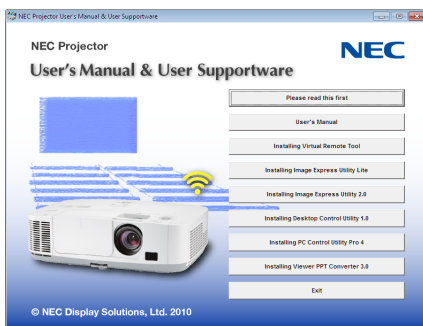 NEC Projector User's Manual & User Supportware
NEC Projector
NEC
User's Manual & User Supportware
Please read this first
User's Manual
Installing Virtual Remote Tool
Installing Image Express Utility Lite
Installing Image Express Utility 2.0
Installing Desktop Control Utility 1.0
Installing PC Control Utility Pro 4
Installing Viewer PPT Converter 3.0
Exit
© NEC Display Solutions, Ltd. 2010